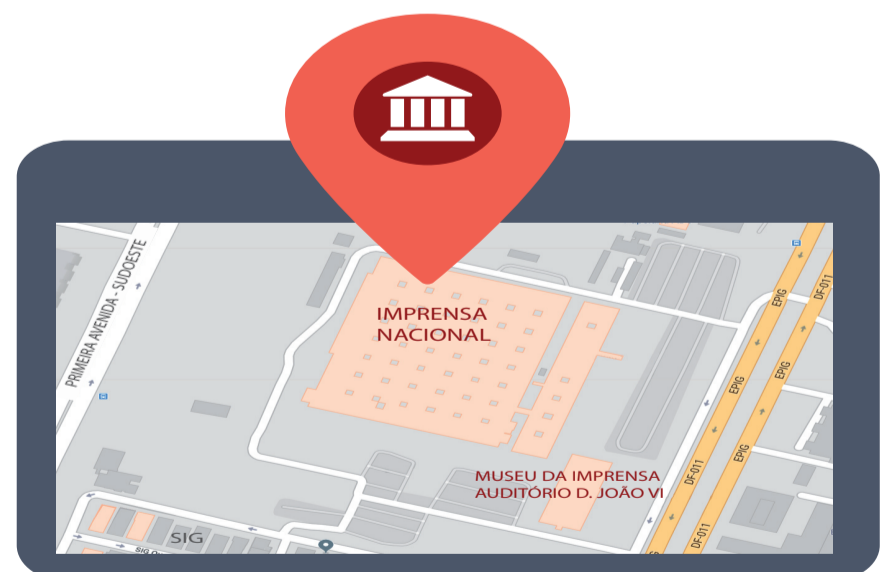 PRIMEIRA AVENIDA - SUDOESTE
IMPRENSA
NACIONAL
EPIG
DF-011
EPIG
EPIG
EPIG
MUSEU DA IMPRENSA
AUDITÓRIO D. JOÃO VI
DF-011
DF-011
SIG